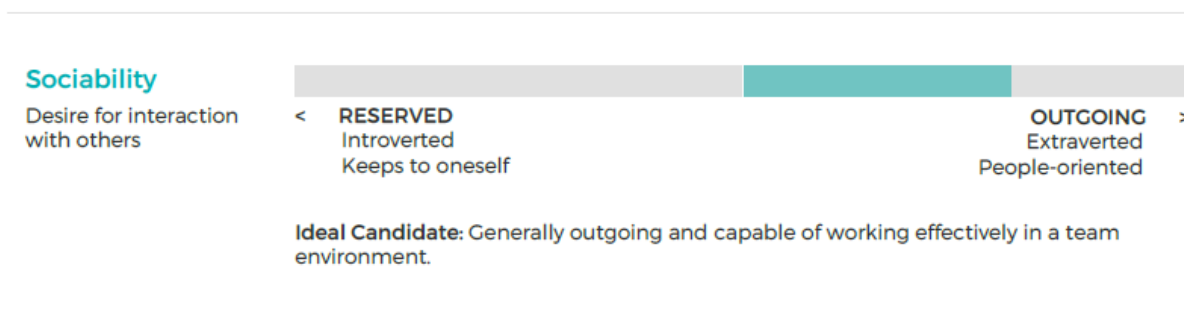 Sociability
Desire for interaction
with others
< RESERVED
Introverted
Keeps to oneself
OUTGOING >
Extraverted
People-oriented
Ideal Candidate: Generally outgoing and capable of working effectively in a team
environment.